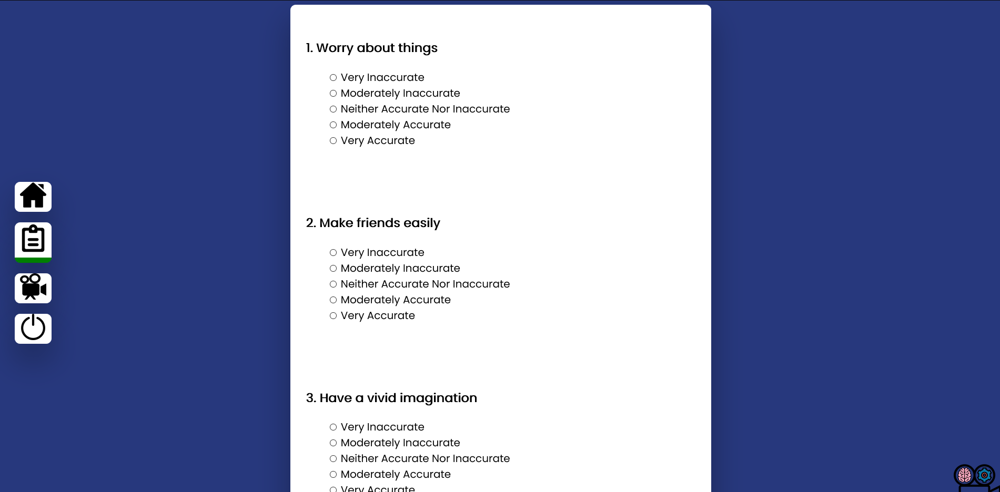 1. Worry about things
Very Inaccurate
Moderately Inaccurate
Neither Accurate Nor Inaccurate
Moderately Accurate
Very Accurate
2. Make friends easily
Very Inaccurate
Moderately Inaccurate
Neither Accurate Nor Inaccurate
Moderately Accurate
Very Accurate
3. Have a vivid imagination
Very Inaccurate
Moderately Inaccurate
Neither Accurate Nor Inaccurate
Moderately Accurate
Very Accurate